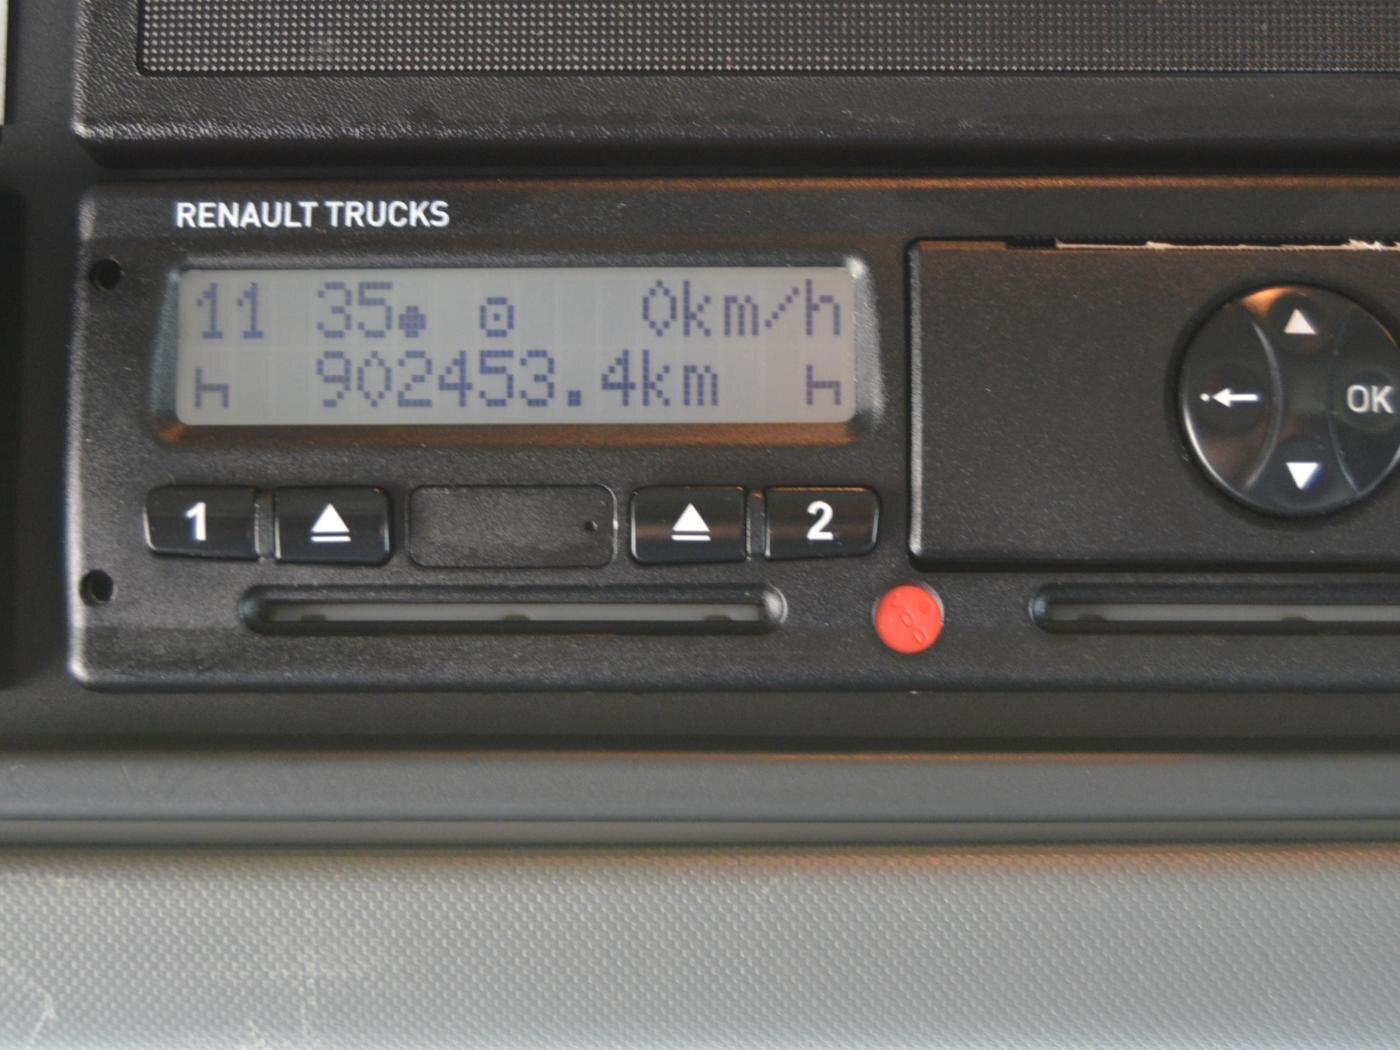 RENAULT TRUCKS
11 35 0km/h
902453.4km
1 2
OK